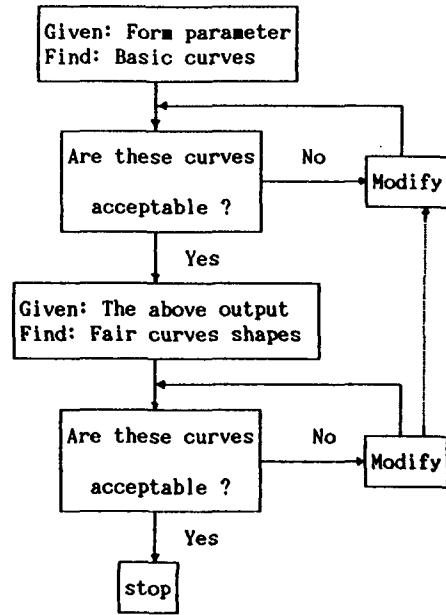 Given: Form parameter
Find: Basic curves
Are these curves
acceptable ?
No
Modify
Yes
Given: The above output
Find: Fair curves shapes
Are these curves
acceptable ?
No
Modify
Yes
stop